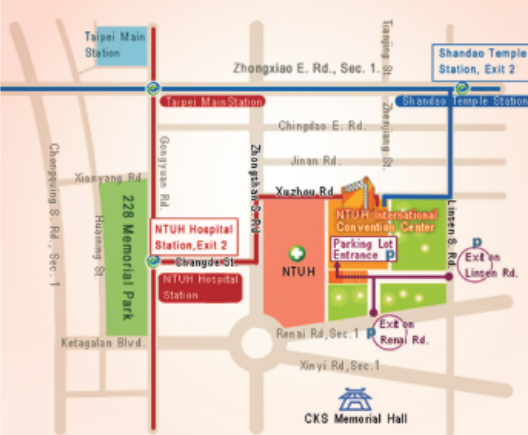 Taipei Main
Station
Shandao Temple
Station, Exit 2
Zhongxiao E. Rd., Sec. 1.
Tianjing St.
Taipei MainStation
Shandao Temple Station
Chingdao E. Rd.
Zhenjiang St.
Jinan Rd.
Gongyuan Rd.
Zhongshan S.Rd
Chongqing S. Rd., Sec. 1
Xianyang Rd.
Xuzhou Rd
Huaining St.
228 Memorial Park
NTUH International
Convention Center
Linsen S. Rd.
NTUH Hospital
Station, Exit 2
Parking Lot
Entrance
P
P
Changde St.
NTUH
Exit on
Linsen Rd.
NTUH Hospital
Station
Exit on
Renai Rd.
P
Renai Rd,Sec.1
Ketagalan Blvd.
Xinyi Rd,Sec.1
CKS Memorial Hall